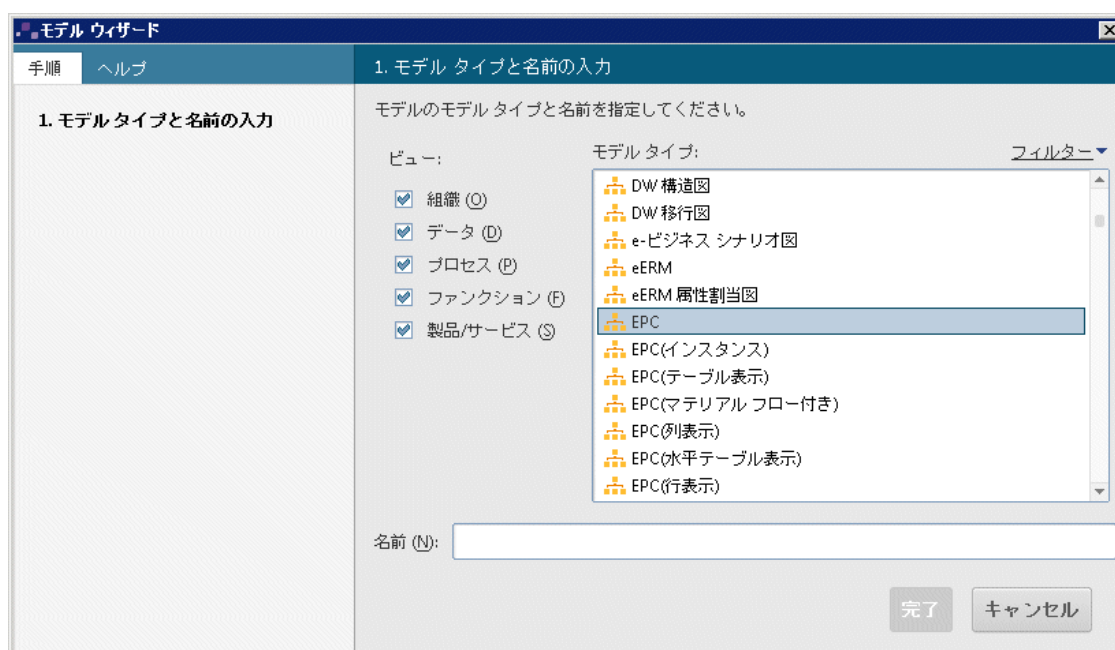 モデル ウィザード
手順
ヘルプ
1. モデル タイプと名前の入力
1. モデル タイプと名前の入力
モデルのモデル タイプと名前を指定してください。
ビュー:
組織 (O)
データ (D)
プロセス (P)
ファンクション (F)
製品/サービス (S)
モデル タイプ:
フィルター
DW 構造図
DW 移行図
e-ビジネス シナリオ図
eERM
eERM 属性割当図
EPC
EPC(インスタンス)
EPC(テーブル表示)
EPC(マテリアル フロー付き)
EPC(列表示)
EPC(水平テーブル表示)
EPC(行表示)
名前 (N):
完了
キャンセル